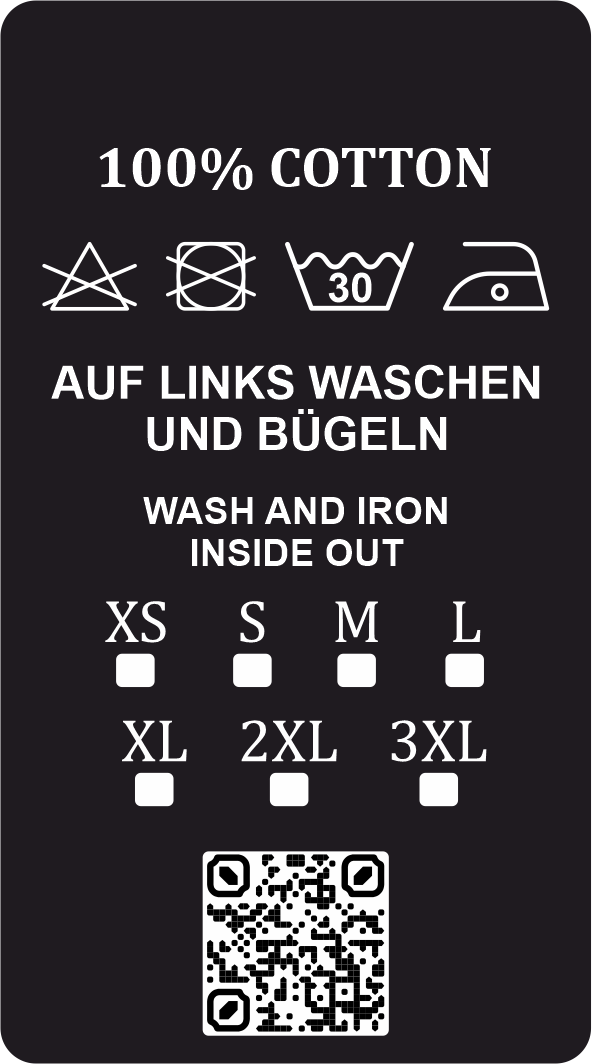 100% COTTON
30
AUF LINKS WASCHEN
UND BÜGELN
WASH AND IRON
INSIDE OUT
XS S M L
XL 2XL 3XL